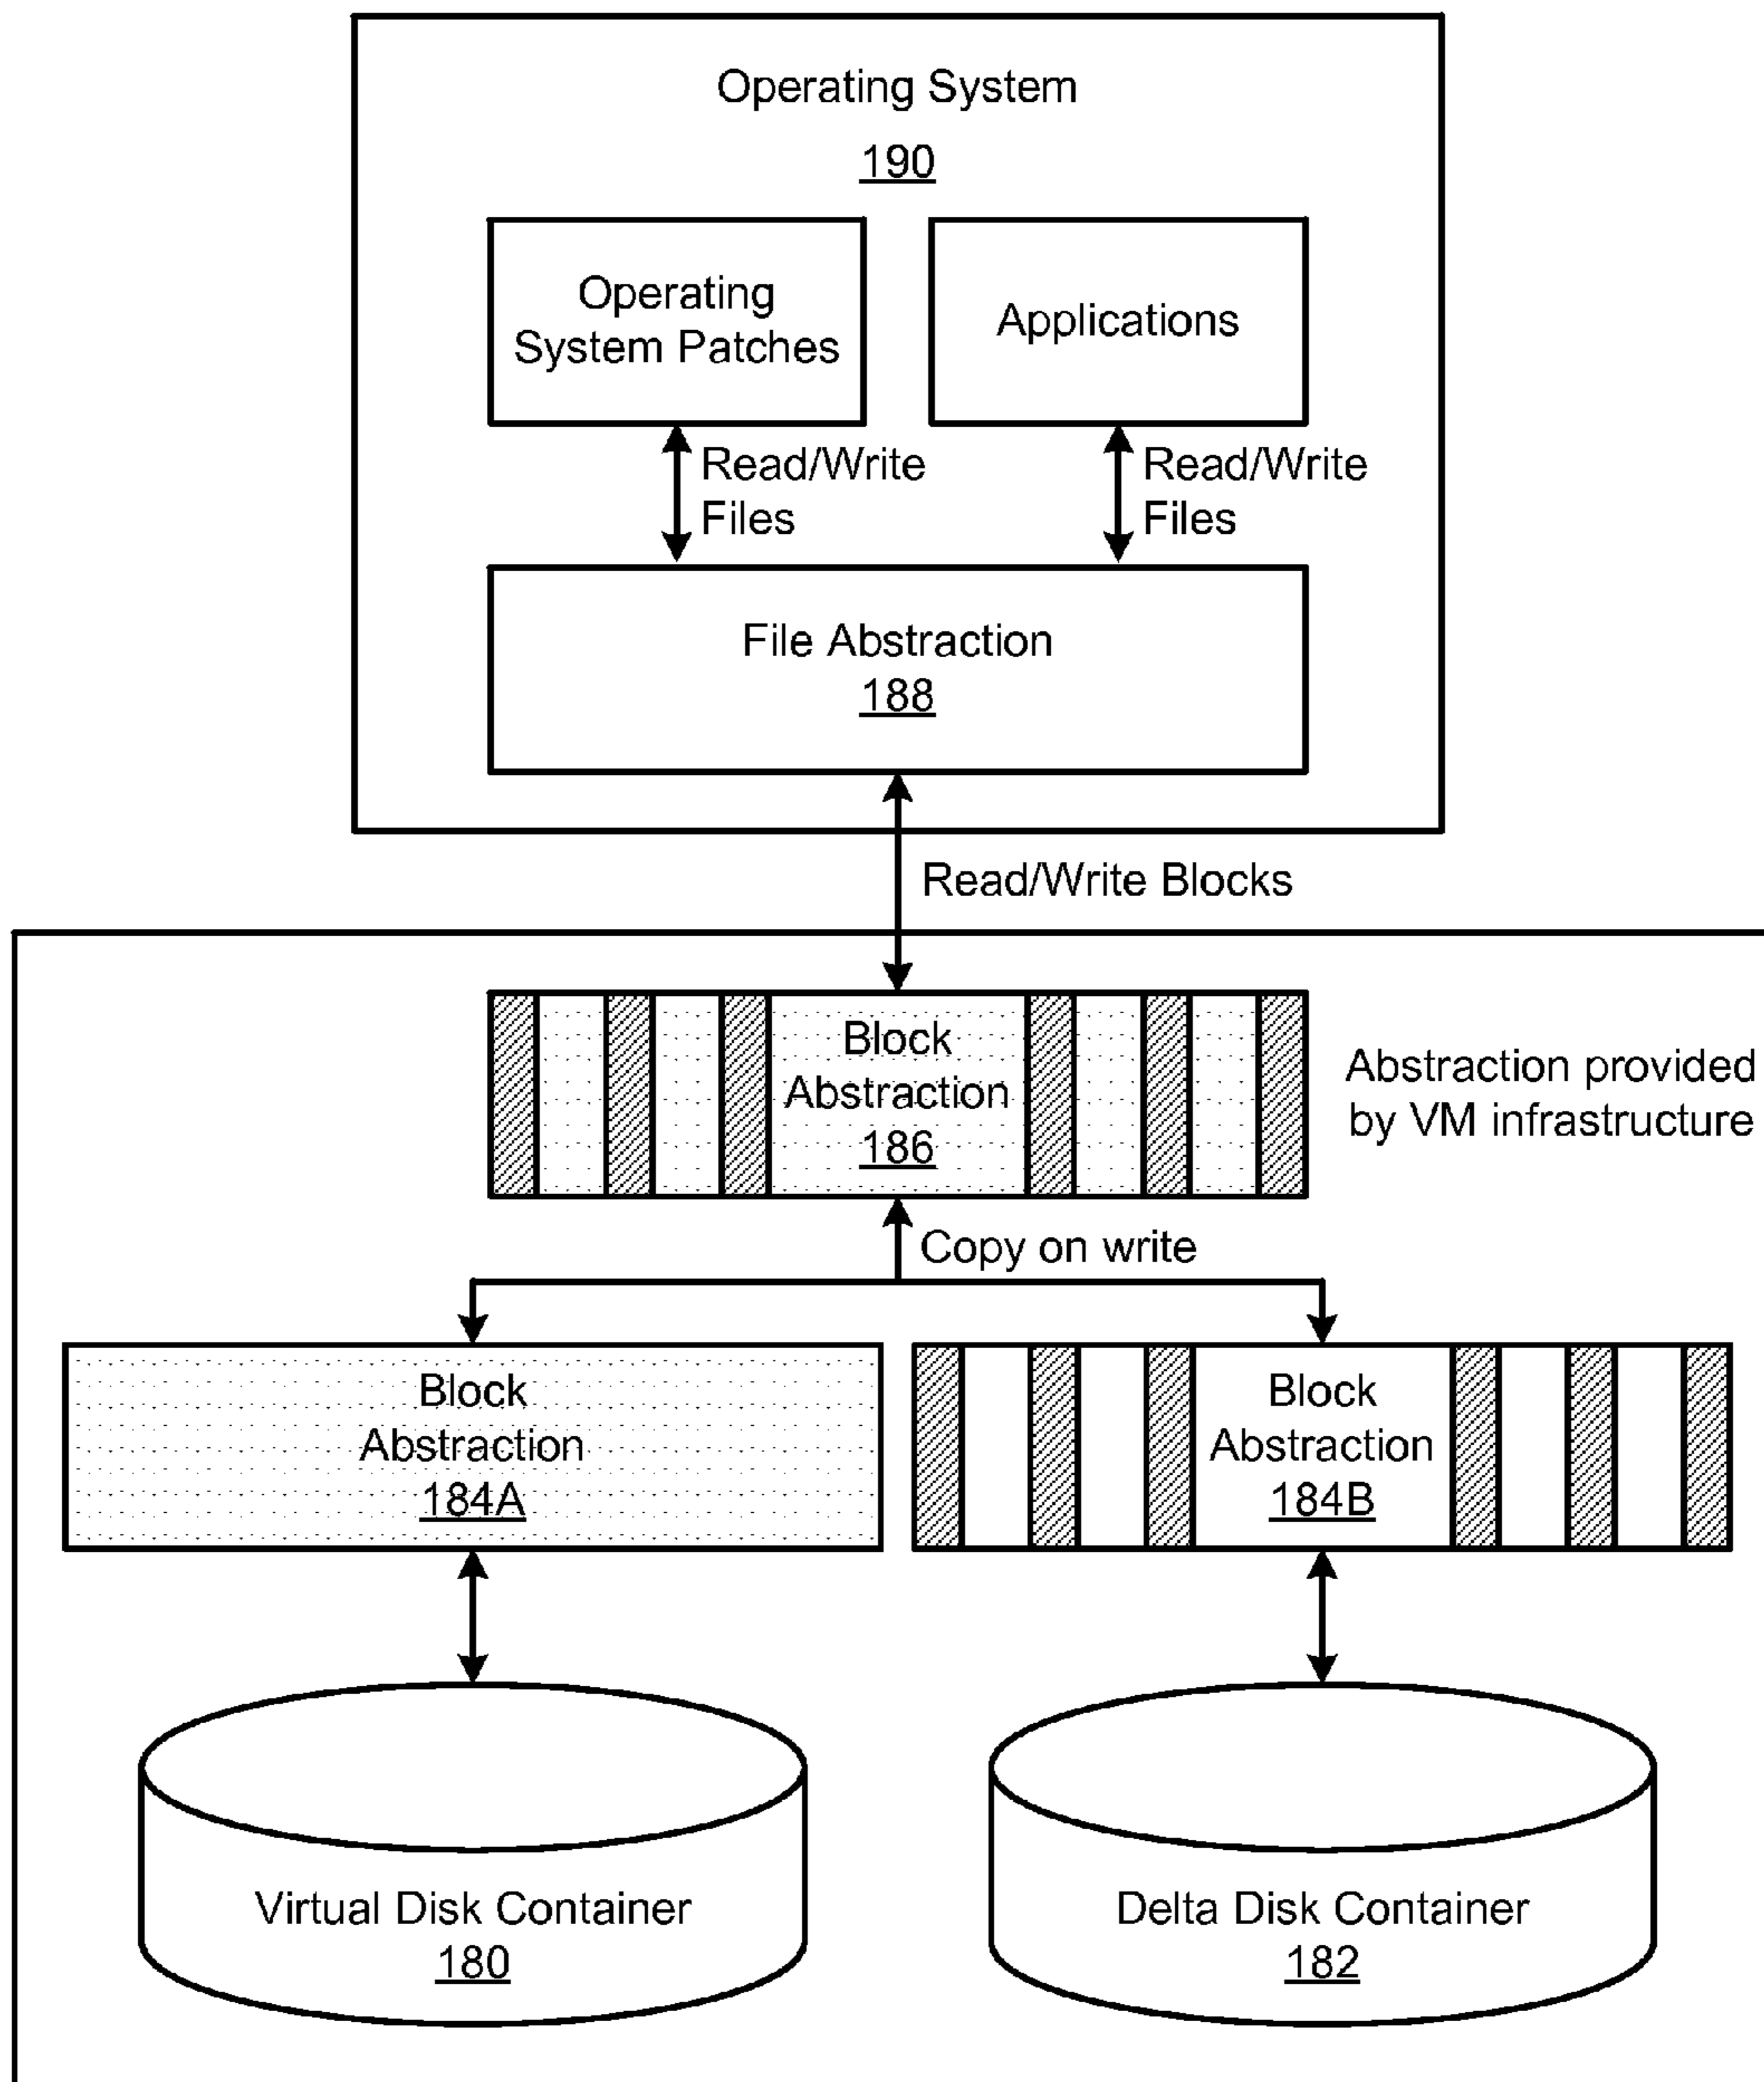 Operating System
190
Operating
System Patches
Applications
Read/Write
Files
Read/Write
Files
File Abstraction
188
Read/Write Blocks
Block
Abstraction
186
Abstraction provided
by VM infrastructure
Copy on write
Block
Abstraction
184A
Block
Abstraction
184B
Virtual Disk Container
180
Delta Disk Container
182